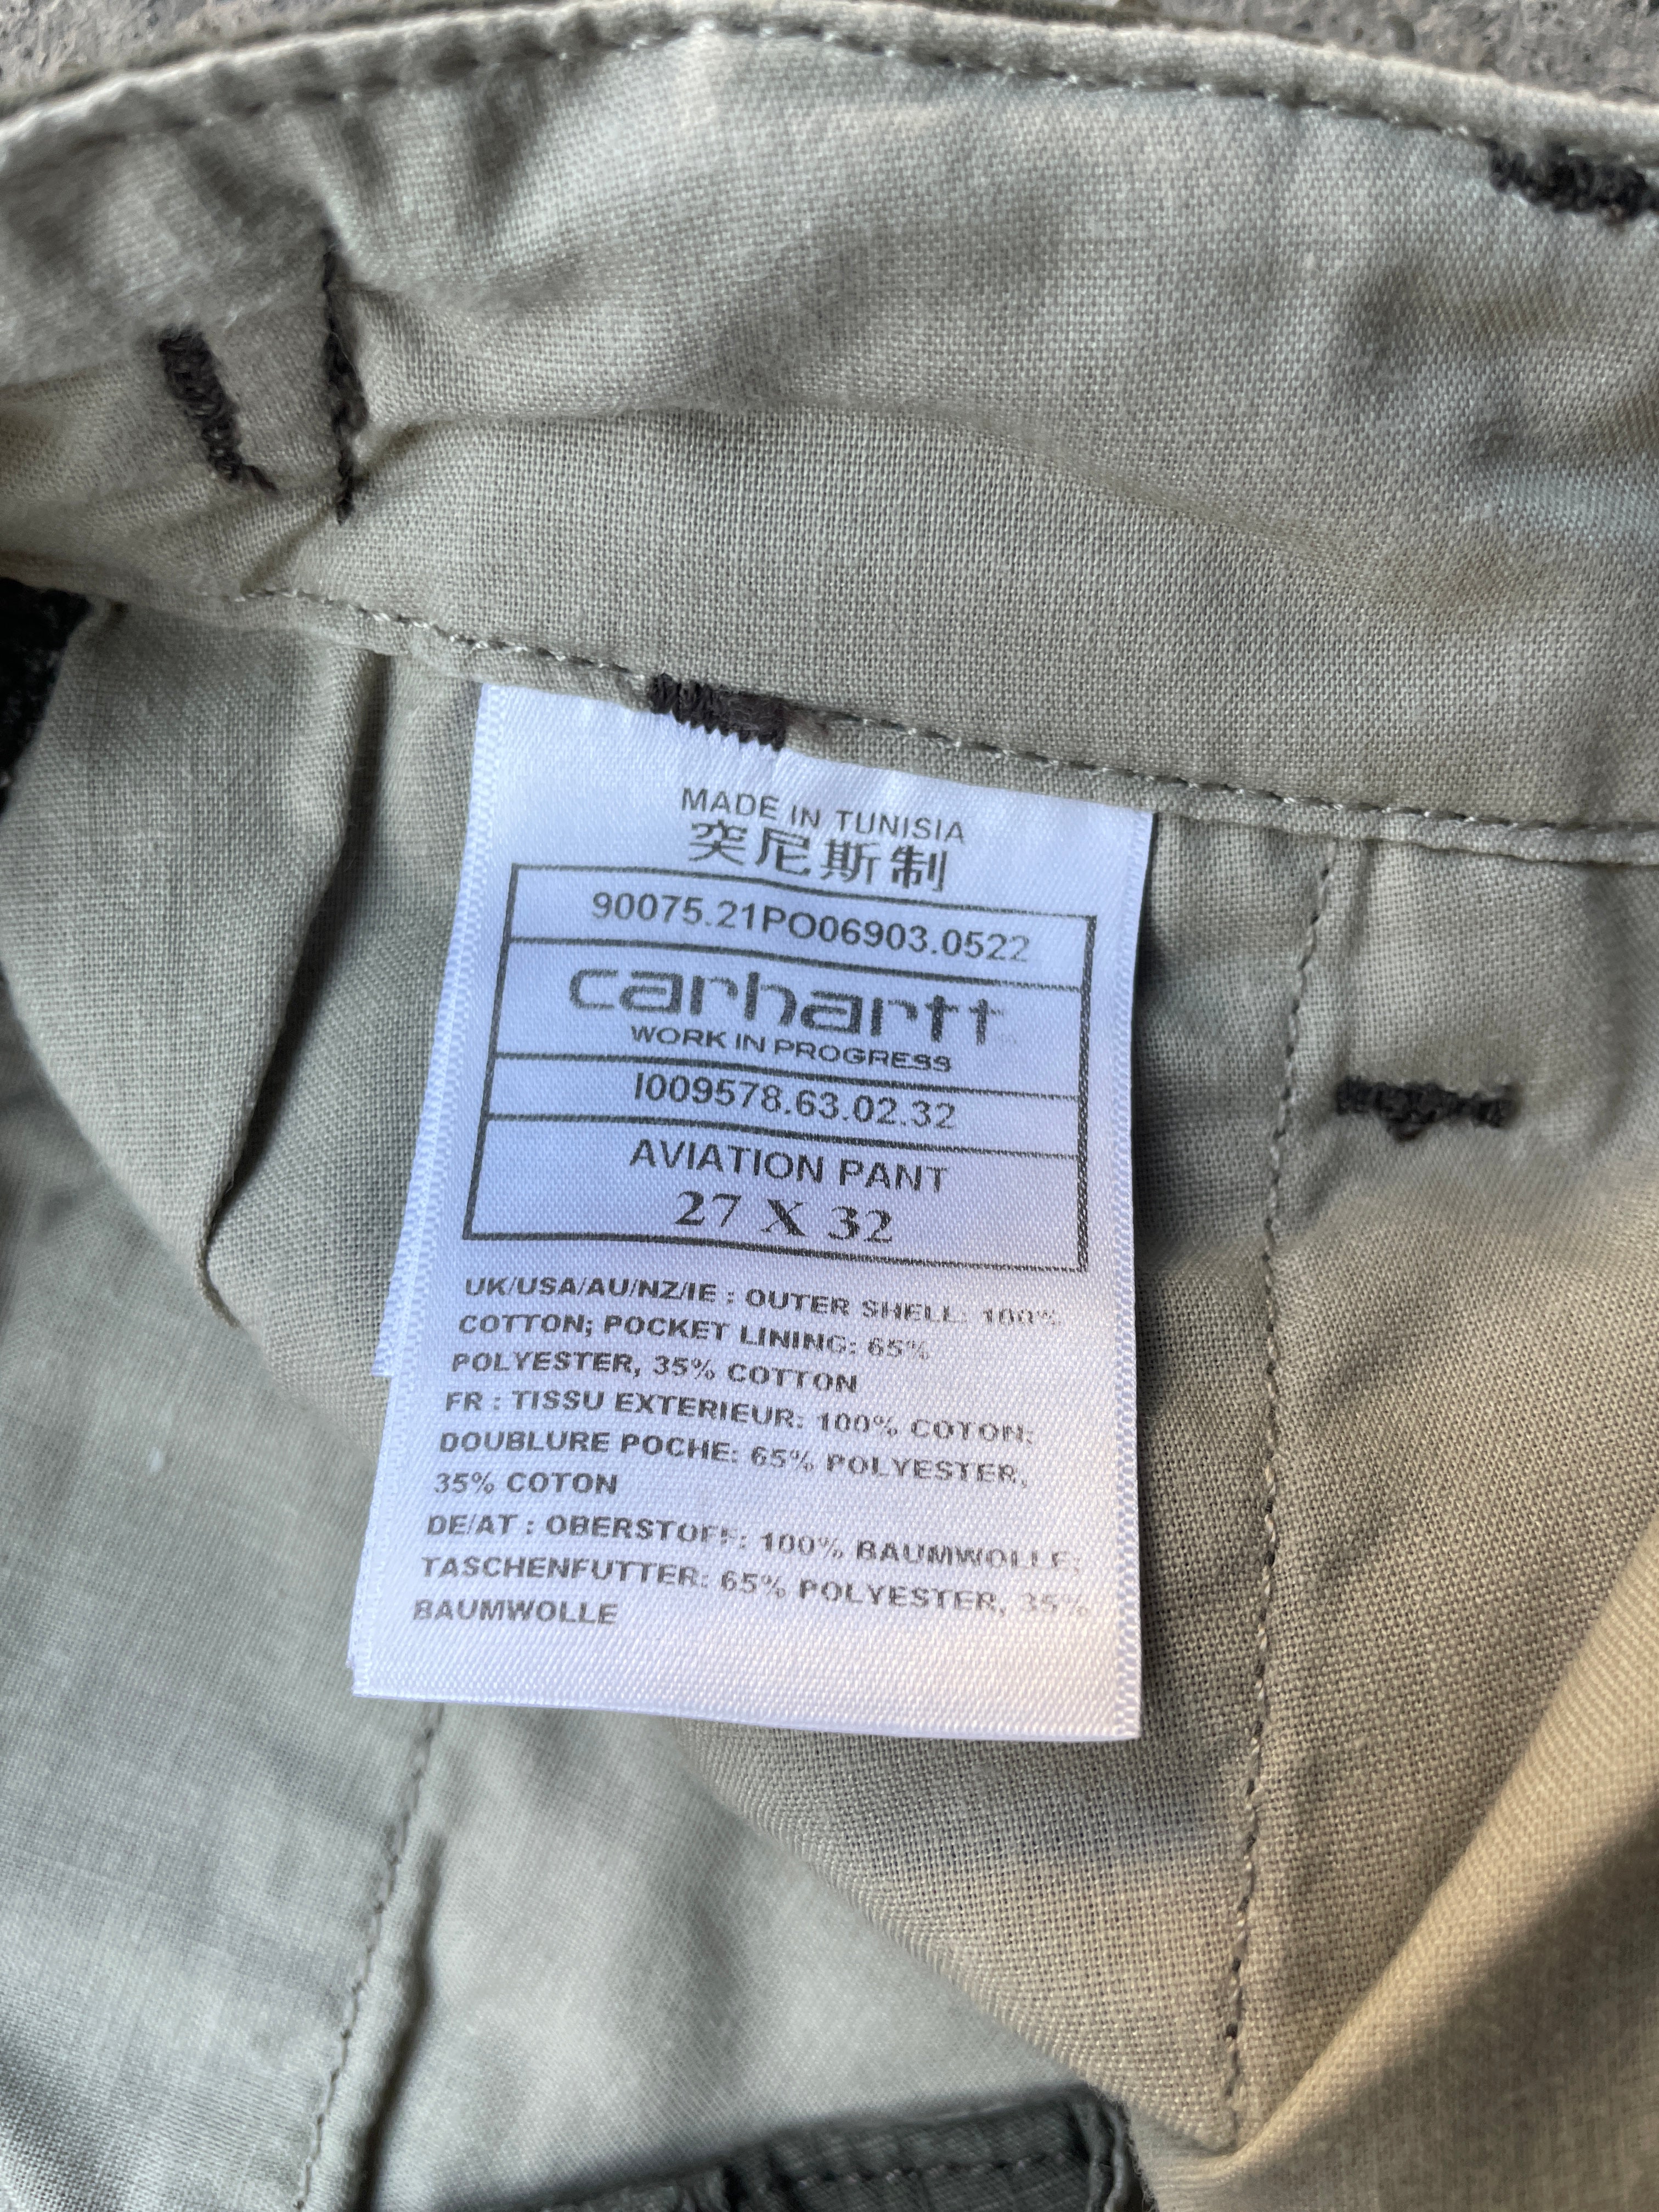 MADE IN TUNISIA
突尼斯制
90075.21PO06903.0522
carhartt
WORK IN PROGRESS
I009578.63.02.32
AVIATION PANT
27 X 32
UK/USA/AU/NZ/IE : OUTER SHELL: 100%
COTTON; POCKET LINING: 65%
POLYESTER, 35% COTTON
FR : TISSU EXTERIEUR: 100% COTON;
DOUBLURE POCHE: 65% POLYESTER,
35% COTON
DE/AT : OBERSTOFF: 100% BAUMWOLLE;
TASCHENFUTTER: 65% POLYESTER, 35%
BAUMWOLLE